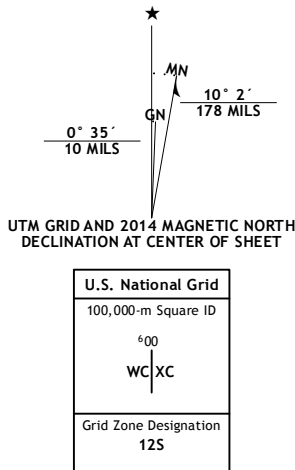 MN
GN
10° 2´
178 MILS
0° 35´
10 MILS
UTM GRID AND 2014 MAGNETIC NORTH
DECLINATION AT CENTER OF SHEET
U.S. National Grid
100,000-m Square ID
⁶00
WC XC
Grid Zone Designation
12S